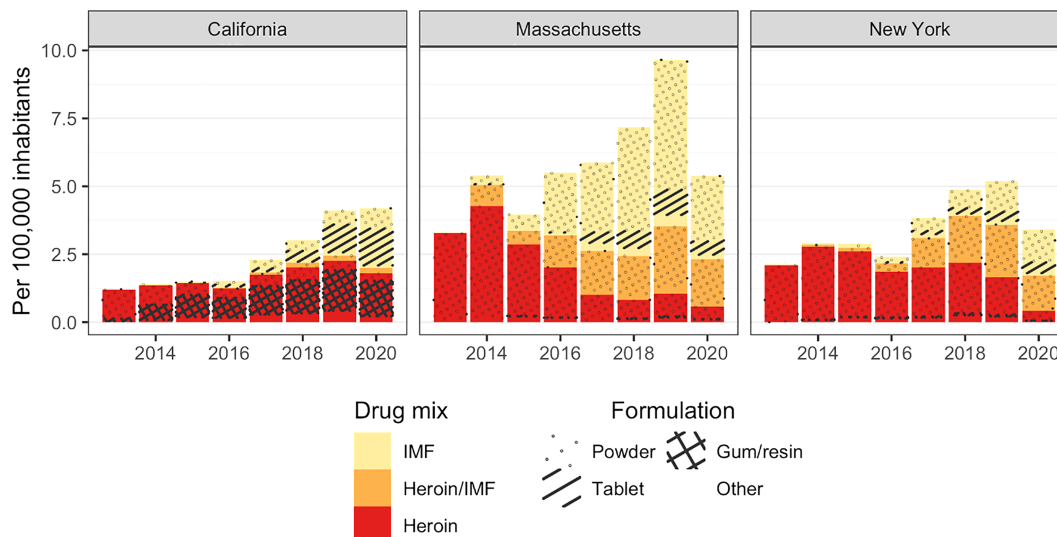 California Massachusetts New York
Per 100,000 inhabitants
10.0
7.5
5.0
2.5
0.0
2014 2016 2018 2020 2014 2016 2018 2020 2014 2016 2018 2020
Drug mix Formulation
IMF Powder Gum/resin
Heroin/IMF Tablet Other
Heroin